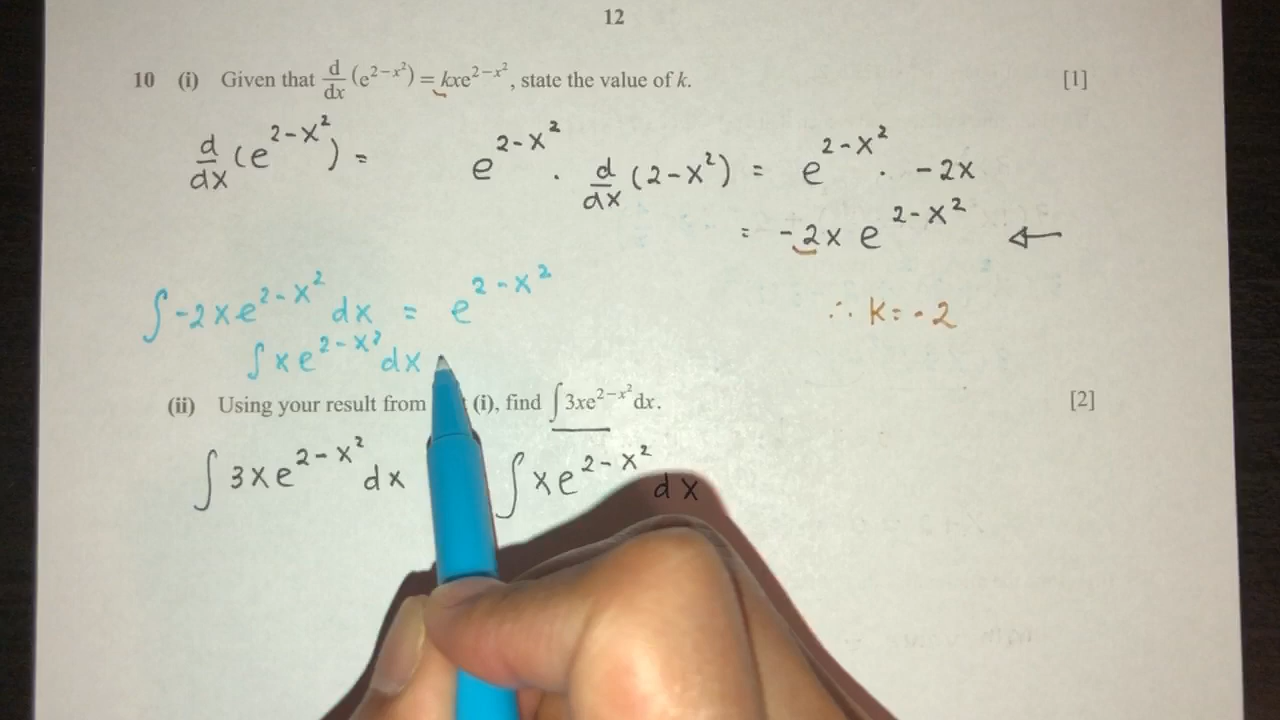 12
10 (i) Given that d/dx (e^{2−x²}) = kxe^{2−x²}, state the value of k. [1]
d/dx (e^{2-x²}) = e^{2-x²} · d/dx (2-x²) = e^{2-x²} · -2x
= -2x e^{2-x²} ←
∫-2xe^{2-x²} dx = e^{2-x²}
∴ k = -2
∫xe^{2-x²} dx
(ii) Using your result from (i), find ∫3xe^{2−x²} dx. [2]
∫3xe^{2-x²} dx ∫xe^{2-x²} dx